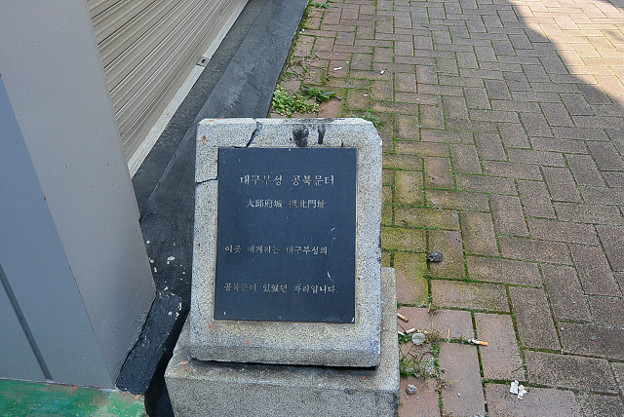 대구부성 공북문터
大邱府城 拱北門址
이곳 네거리는 대구부성의
공북문이 있었던 자리입니다.